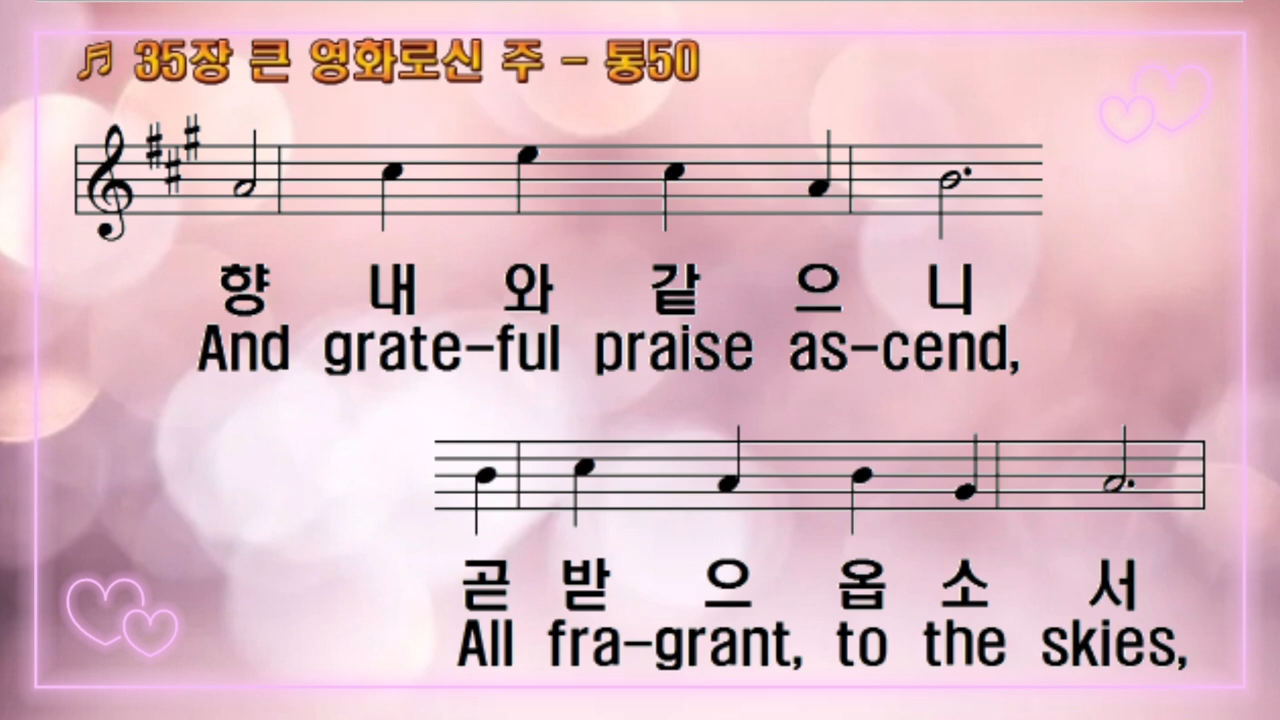 ♬ 35장 큰 영화로신 주 - 통50
향 내 와 같 으 니
And grate-ful praise as-cend,
곧 받 으 옵 소 서
All fra-grant, to the skies,